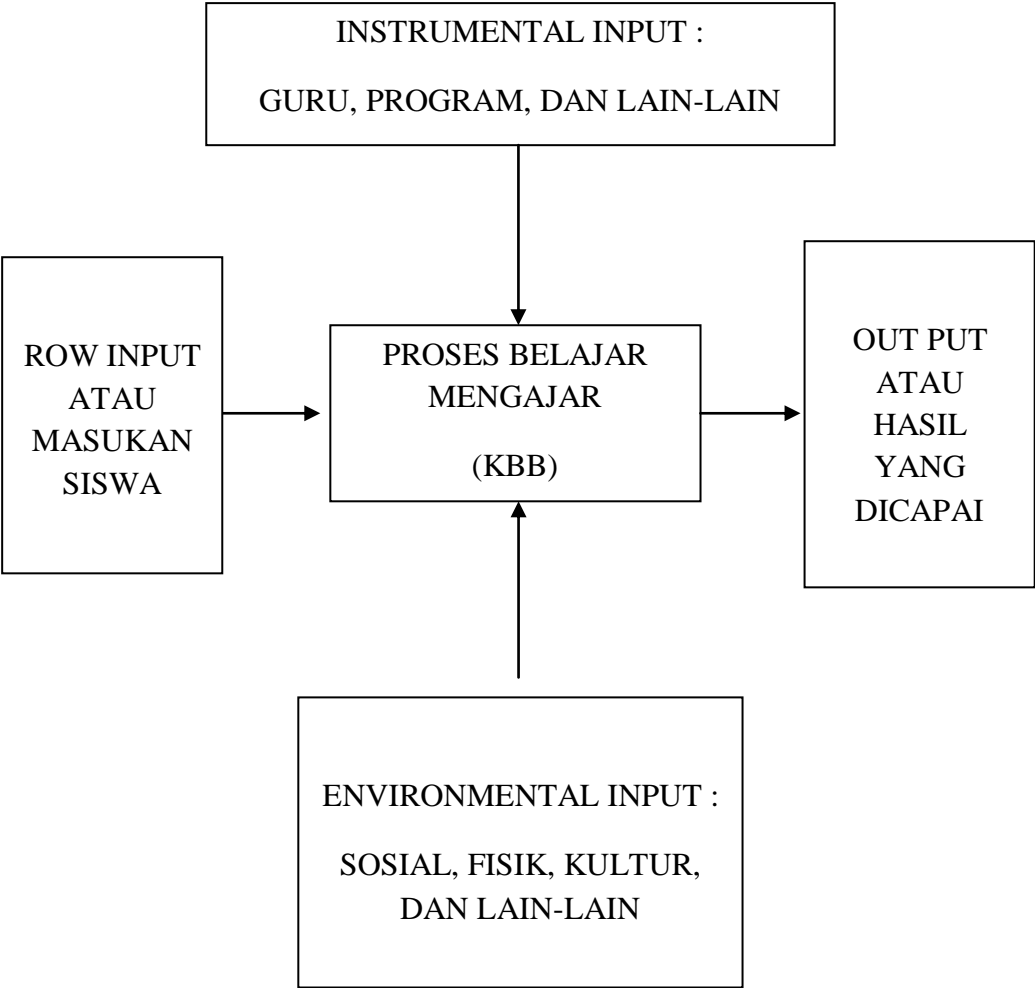 INSTRUMENTAL INPUT :
GURU, PROGRAM, DAN LAIN-LAIN
ROW INPUT
ATAU
MASUKAN
SISWA
PROSES BELAJAR
MENGAJAR
(KBB)
OUT PUT
ATAU
HASIL
YANG
DICAPAI
ENVIRONMENTAL INPUT :
SOSIAL, FISIK, KULTUR,
DAN LAIN-LAIN